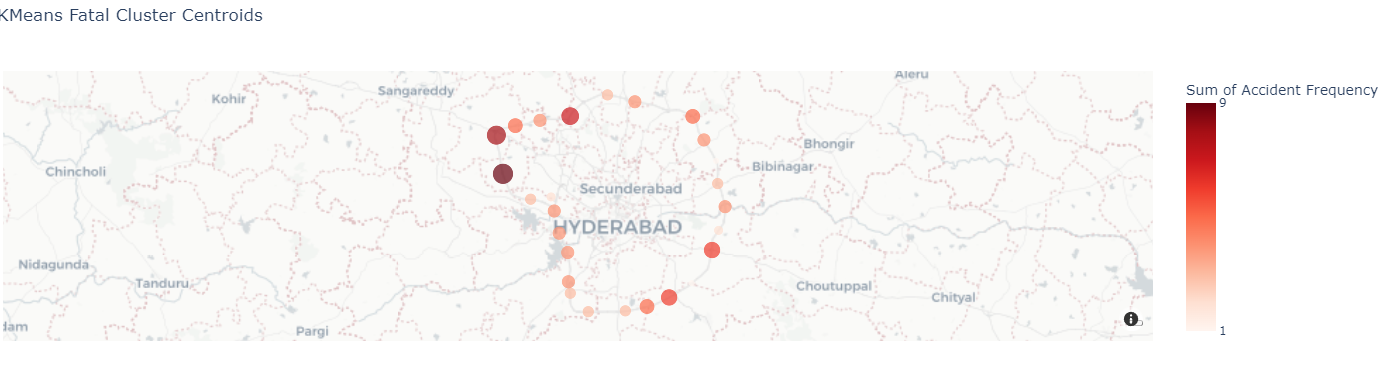 KMeans Fatal Cluster Centroids
Aleru
Sangareddy
Kohir
Sum of Accident Frequency
9
Bhongir
Bibinagar
Chincholi
Secunderabad
HYDERABAD
Nidagunda
Tanduru
Choutuppal
Chityal
dam
Pargi
1